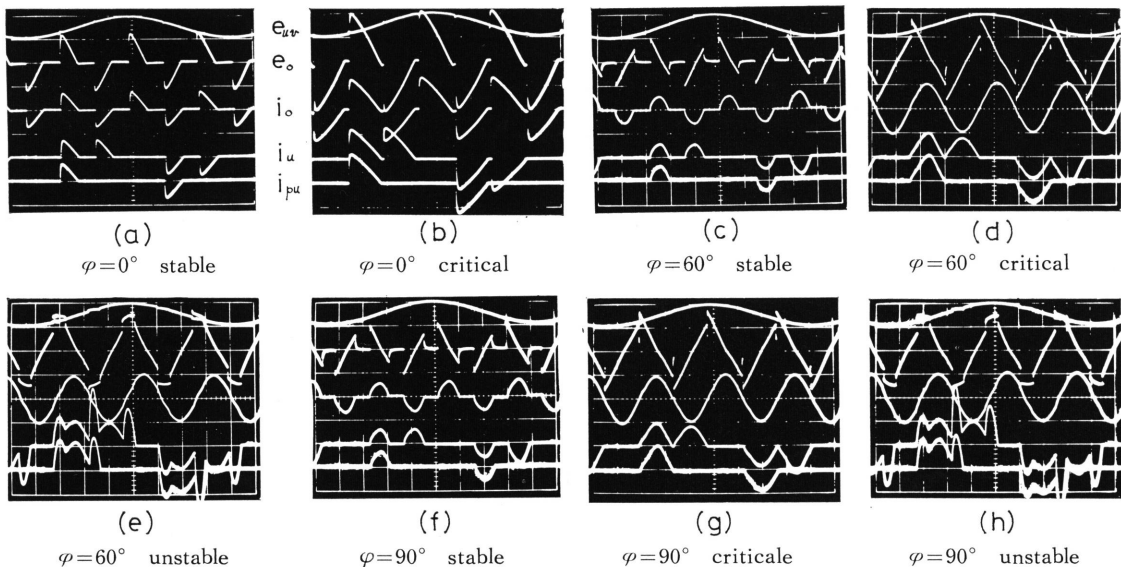 e_uv
e_o
i_o
i_u
i_pu
(a)
(b)
(c)
(d)
φ=0° stable
φ=0° critical
φ=60° stable
φ=60° critical
(e)
(f)
(g)
(h)
φ=60° unstable
φ=90° stable
φ=90° criticale
φ=90° unstable